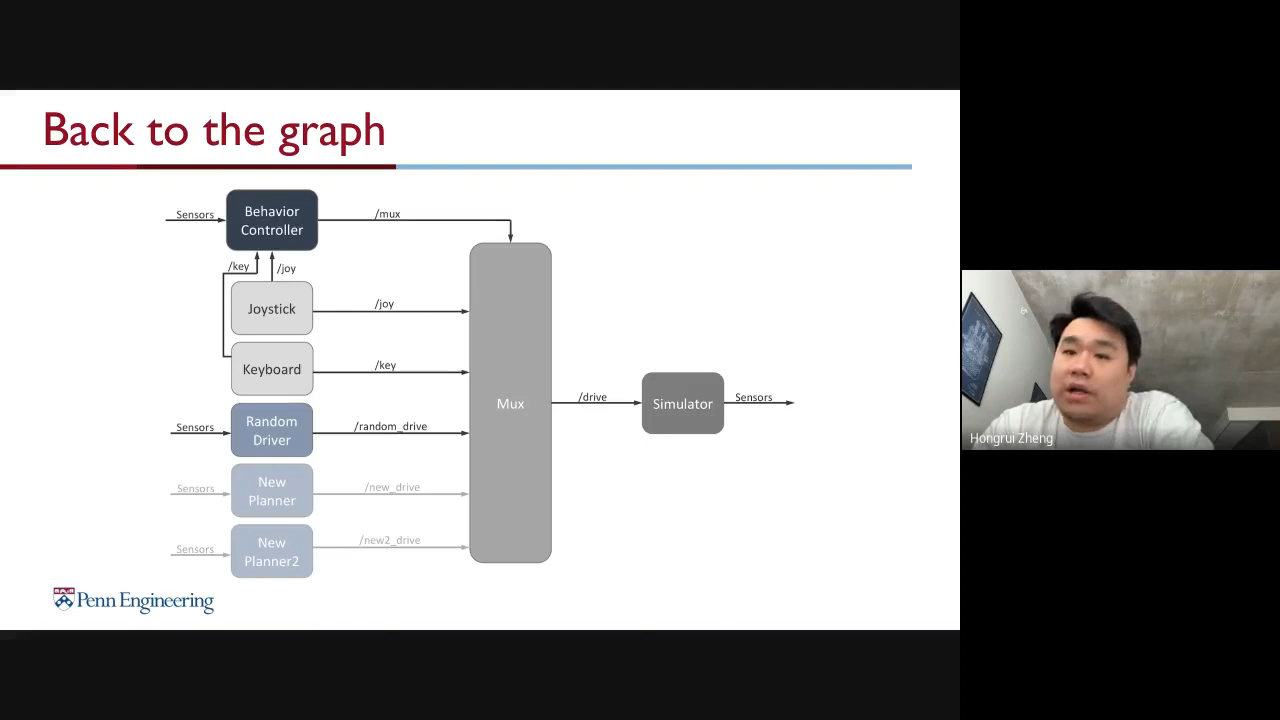 Back to the graph
Sensors
Behavior
Controller
/mux
/key
/joy
Joystick
/joy
Keyboard
/key
Sensors
Random
Driver
/random_drive
Sensors
New
Planner
/new_drive
Sensors
New
Planner2
/new2_drive
Mux
/drive
Simulator
Sensors
Penn Engineering
Hongrui Zheng